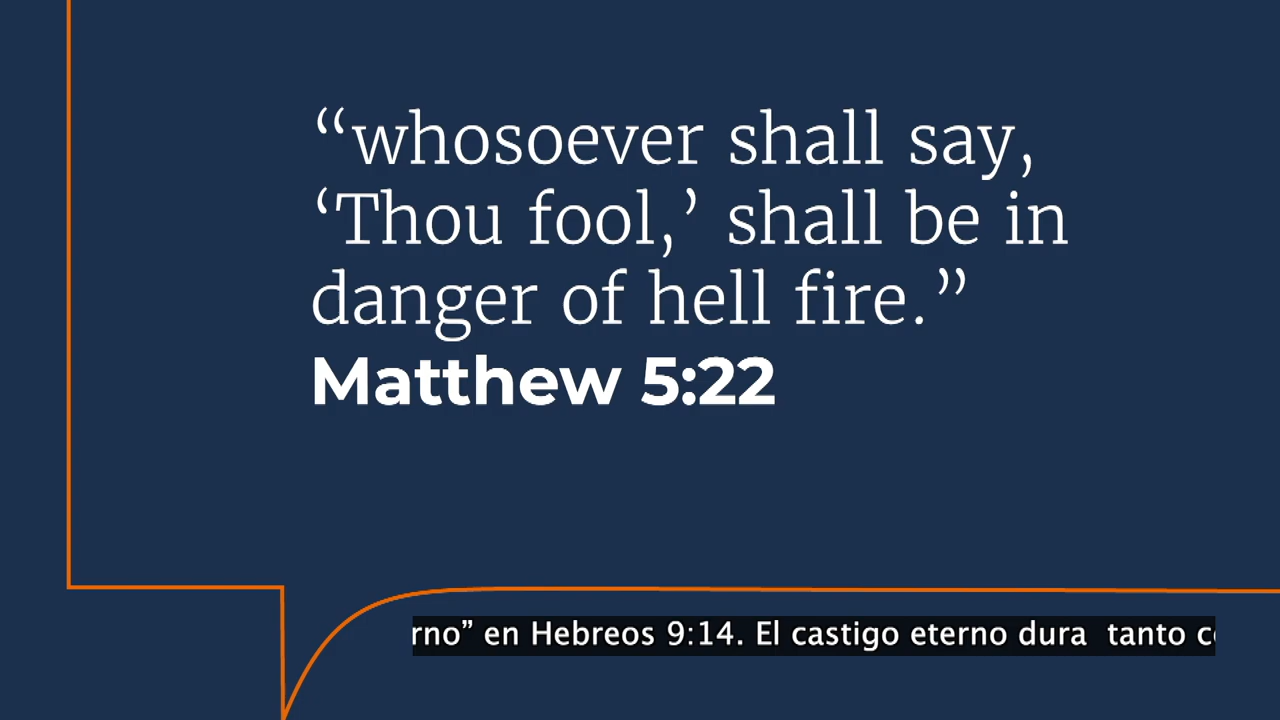 “whosoever shall say,
‘Thou fool,’ shall be in
danger of hell fire.”
Matthew 5:22
” en Hebreos 9:14. El castigo eterno dura tanto